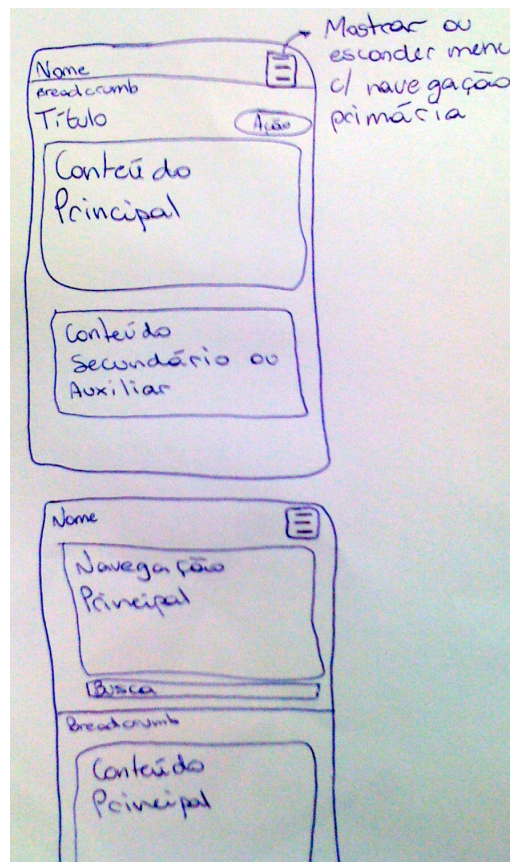 Mostrar ou
esconder menu
c/ navegação
primária
Nome
Breadcrumb
Título
Ação
Conteúdo
Principal
Conteúdo
Secundário ou
Auxiliar
Nome
Navegação
Principal
Busca
Breadcrumb
Conteúdo
Principal